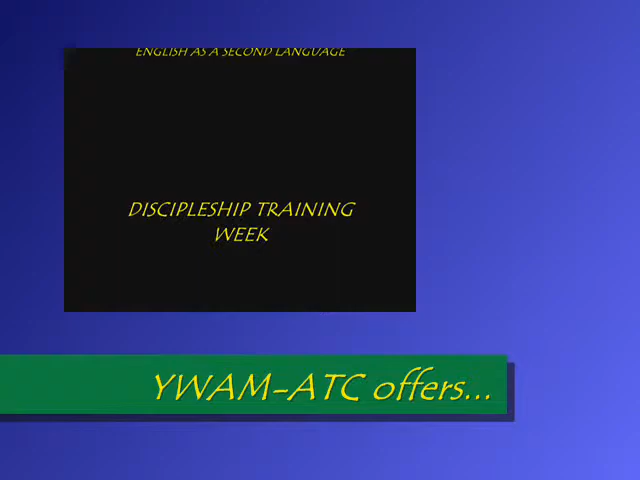 ENGLISH AS A SECOND LANGUAGE
DISCIPLESHIP TRAINING
WEEK
YWAM-ATC offers...